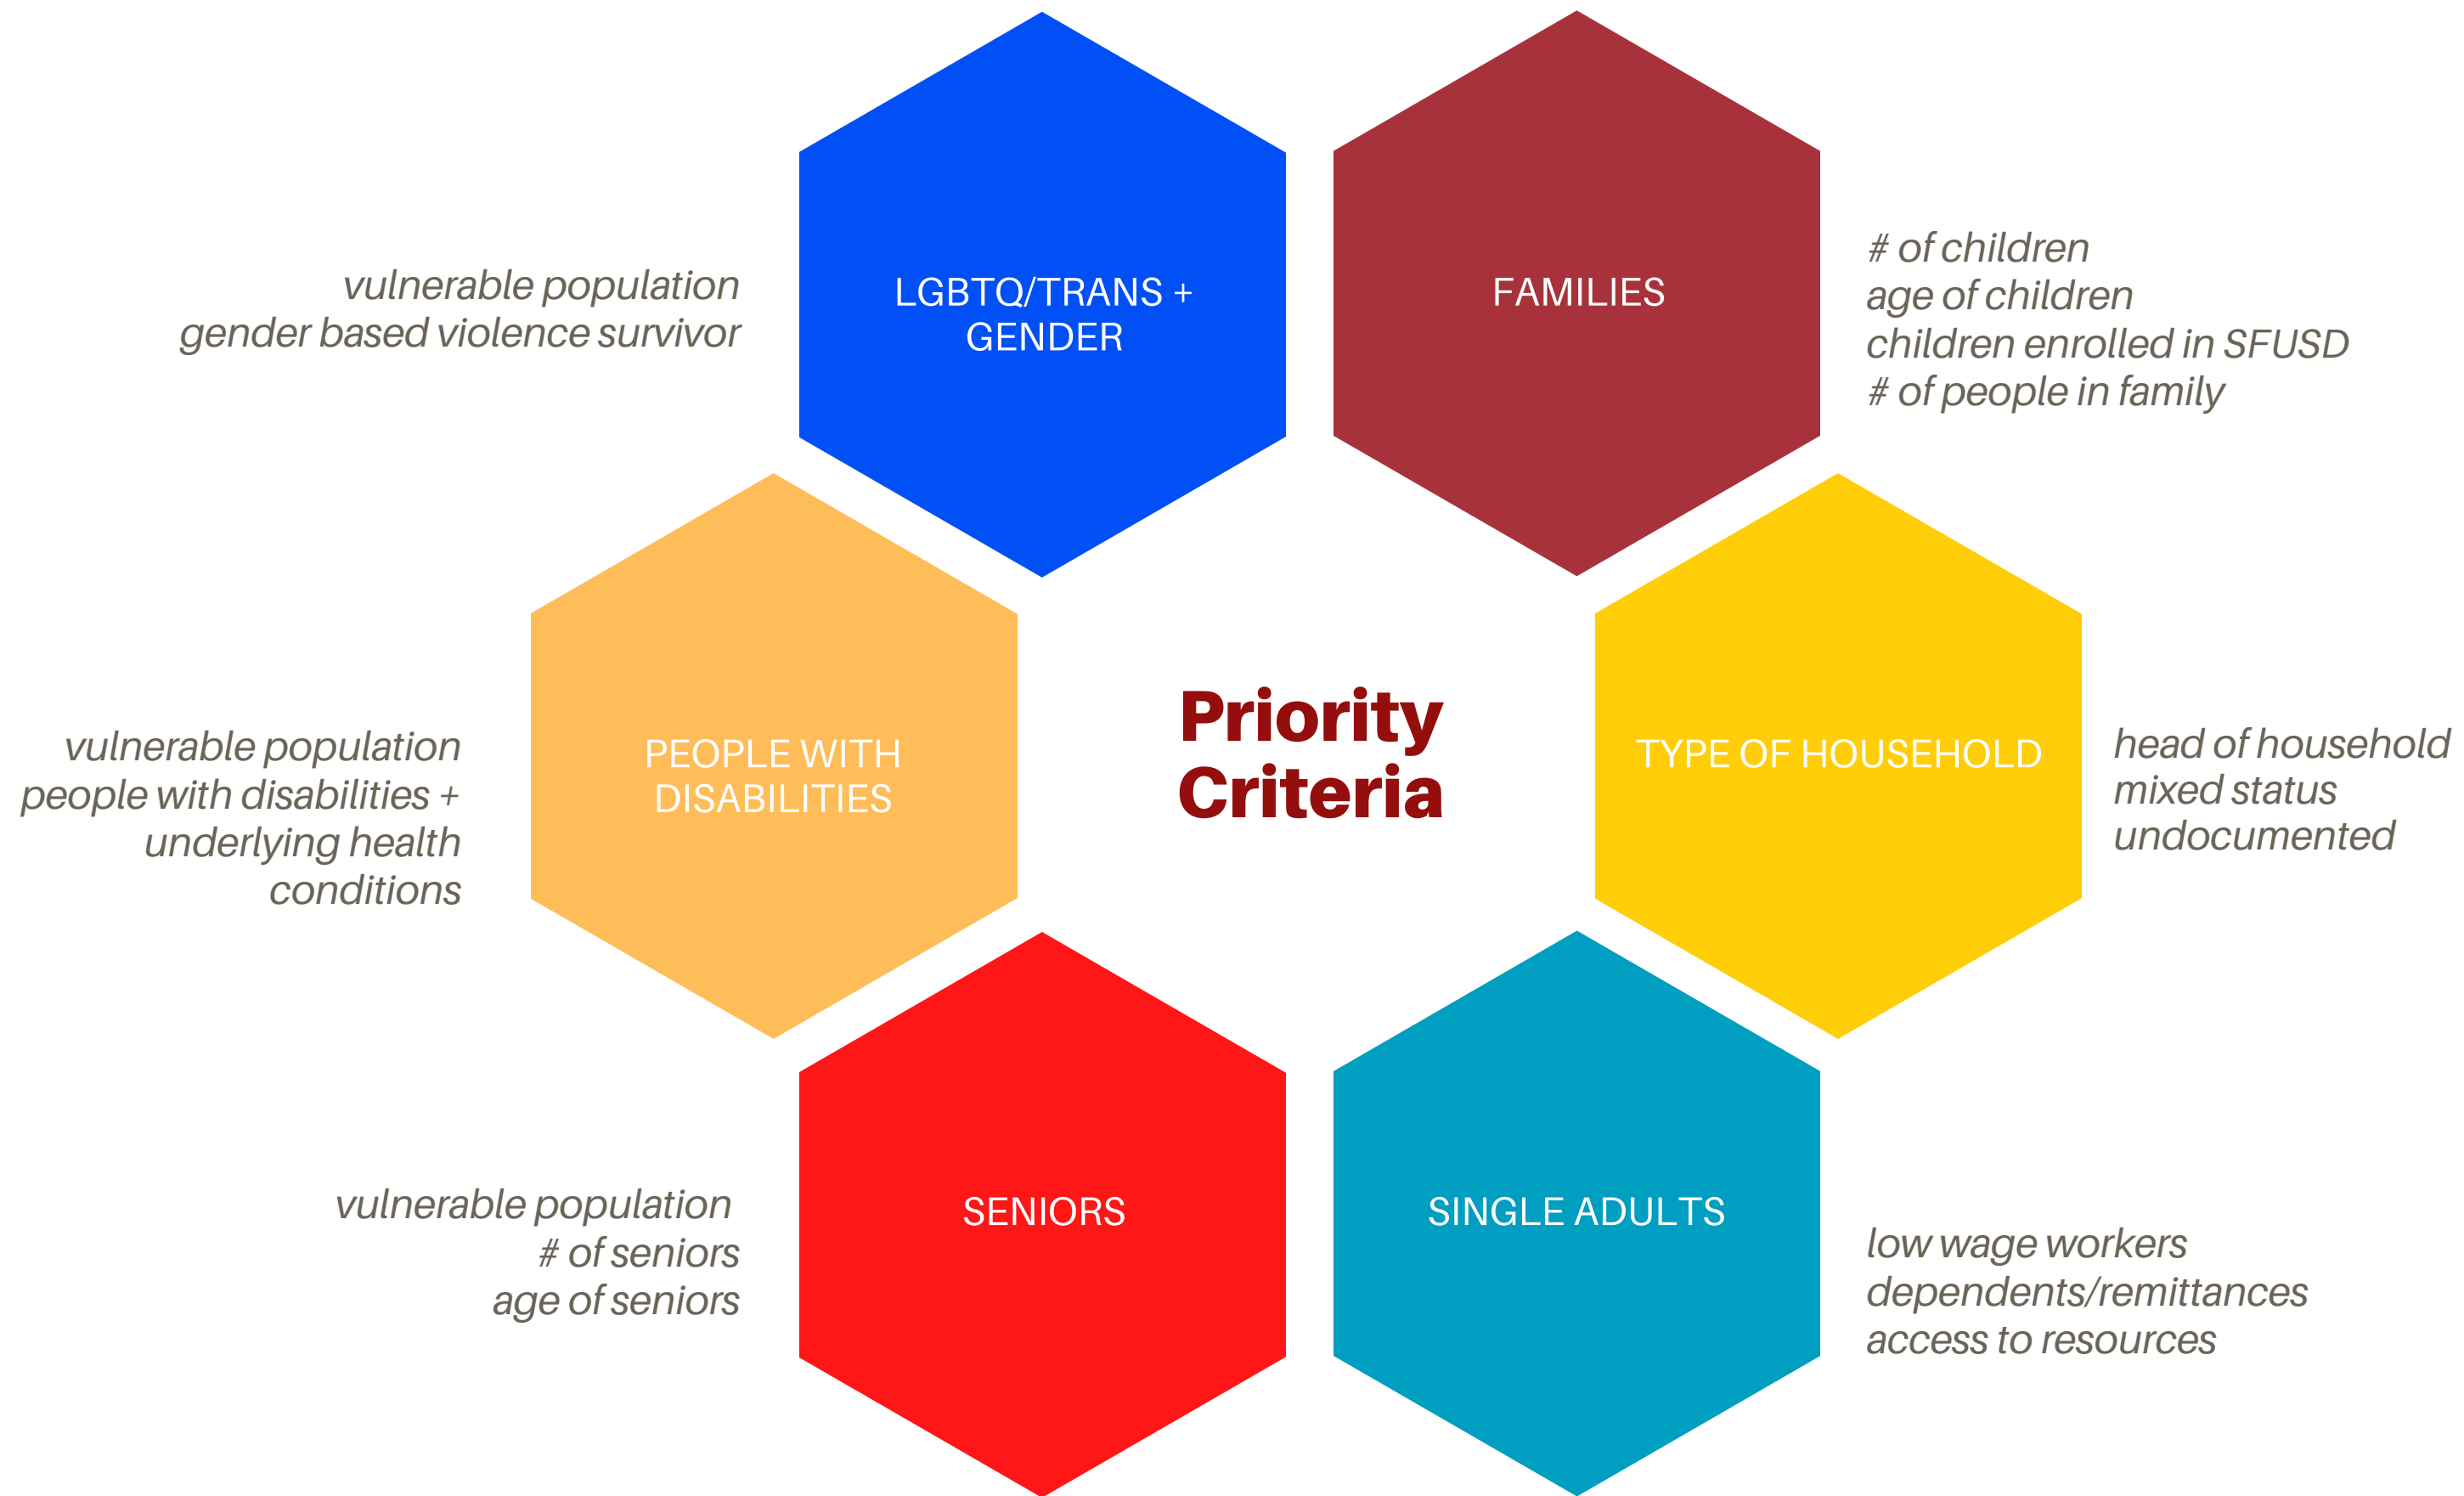 LGBTQ/TRANS +
GENDER
vulnerable population
gender based violence survivor
FAMILIES
# of children
age of children
children enrolled in SFUSD
# of people in family
PEOPLE WITH
DISABILITIES
vulnerable population
people with disabilities +
underlying health
conditions
Priority
Criteria
TYPE OF HOUSEHOLD
head of household
mixed status
undocumented
SENIORS
vulnerable population
# of seniors
age of seniors
SINGLE ADULTS
low wage workers
dependents/remittances
access to resources